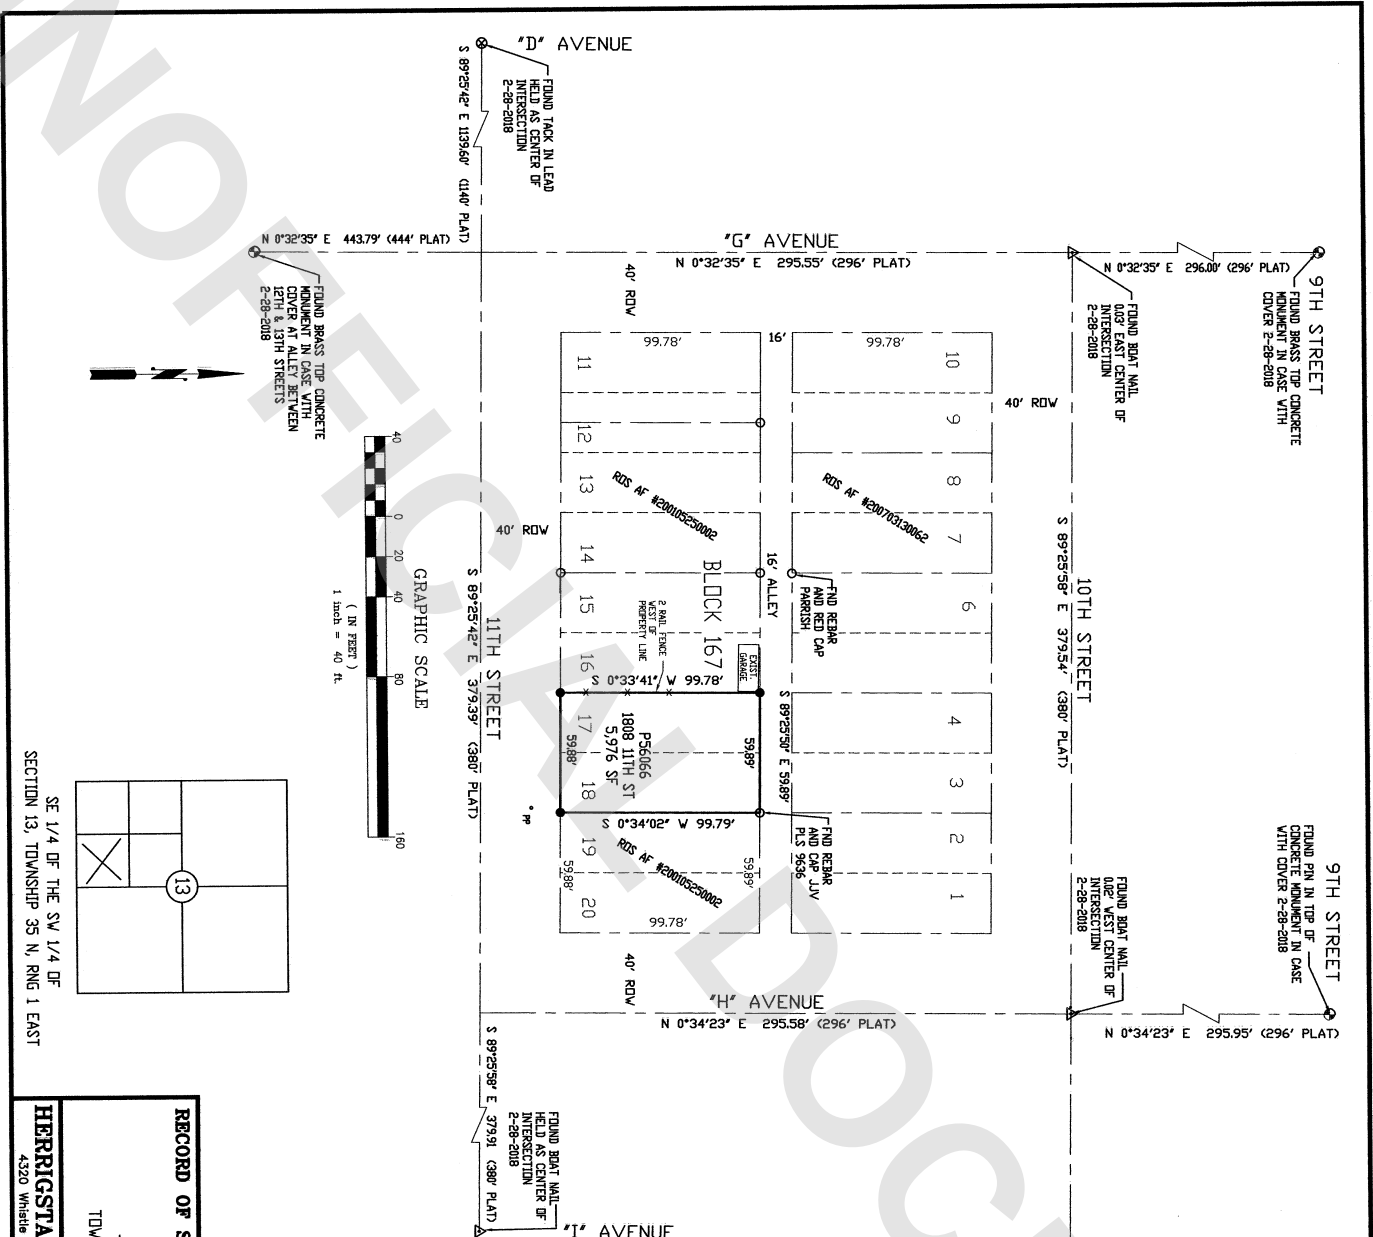 UNOFFICIAL DOCU
"D" AVENUE
FOUND TACK IN LEAD
HELD AS CENTER OF
INTERSECTION
2-28-2018
S 89°25'42" E 1139.60' (1140' PLAT)
N 0°32'35" E 443.79' (444' PLAT)
"G" AVENUE
N 0°32'35" E 295.55' (296' PLAT)
N 0°32'35" E 296.00' (296' PLAT)
9TH STREET
FOUND BRASS TOP CONCRETE
MONUMENT IN CASE WITH
COVER 2-28-2018
FOUND BOAT NAIL
0.03' EAST CENTER OF
INTERSECTION
2-28-2018
FOUND BRASS TOP CONCRETE
MONUMENT IN CASE WITH
COVER AT ALLEY BETWEEN
12TH & 13TH STREETS
2-28-2018
40' ROW
16'
99.78'
99.78'
11
12
13
14
15
16
17
18
19
20
10
9
8
7
6
4
3
2
1
40' ROW
ROS AF #200105250002
ROS AF #200703130062
40' ROW
BLOCK 167
16' ALLEY
FND REBAR
AND RED CAP
PARRISH
2 RAIL FENCE
WEST OF
PROPERTY LINE
EXIST.
GARAGE
S 0°33'41" W 99.78'
S 89°25'50" E 59.89'
59.89'
59.88'
P56066
1808 11TH ST
5,976 SF
S 0°34'02" W 99.79'
PP
FND REBAR
AND CAP JJV
PLS 9636
ROS AF #200105250002
59.88'
59.89'
99.78'
40' ROW
11TH STREET
S 89°25'42" E 379.39' (380' PLAT)
10TH STREET
S 89°25'58" E 379.54' (380' PLAT)
GRAPHIC SCALE
40
0
20
40
80
160
( IN FEET )
1 inch = 40 ft.
"H" AVENUE
N 0°34'23" E 295.58' (296' PLAT)
N 0°34'23" E 295.95' (296' PLAT)
9TH STREET
FOUND PIN IN TOP OF
CONCRETE MONUMENT IN CASE
WITH COVER 2-28-2018
FOUND BOAT NAIL
0.02' WEST CENTER OF
INTERSECTION
2-28-2018
S 89°25'58" E 379.91 (380' PLAT)
FOUND BOAT NAIL
HELD AS CENTER OF
INTERSECTION
2-28-2018
"I" AVENUE
13
SE 1/4 OF THE SW 1/4 OF
SECTION 13, TOWNSHIP 35 N, RNG 1 EAST
RECORD OF S
TOW
HERRIGSTA
4320 Whistle